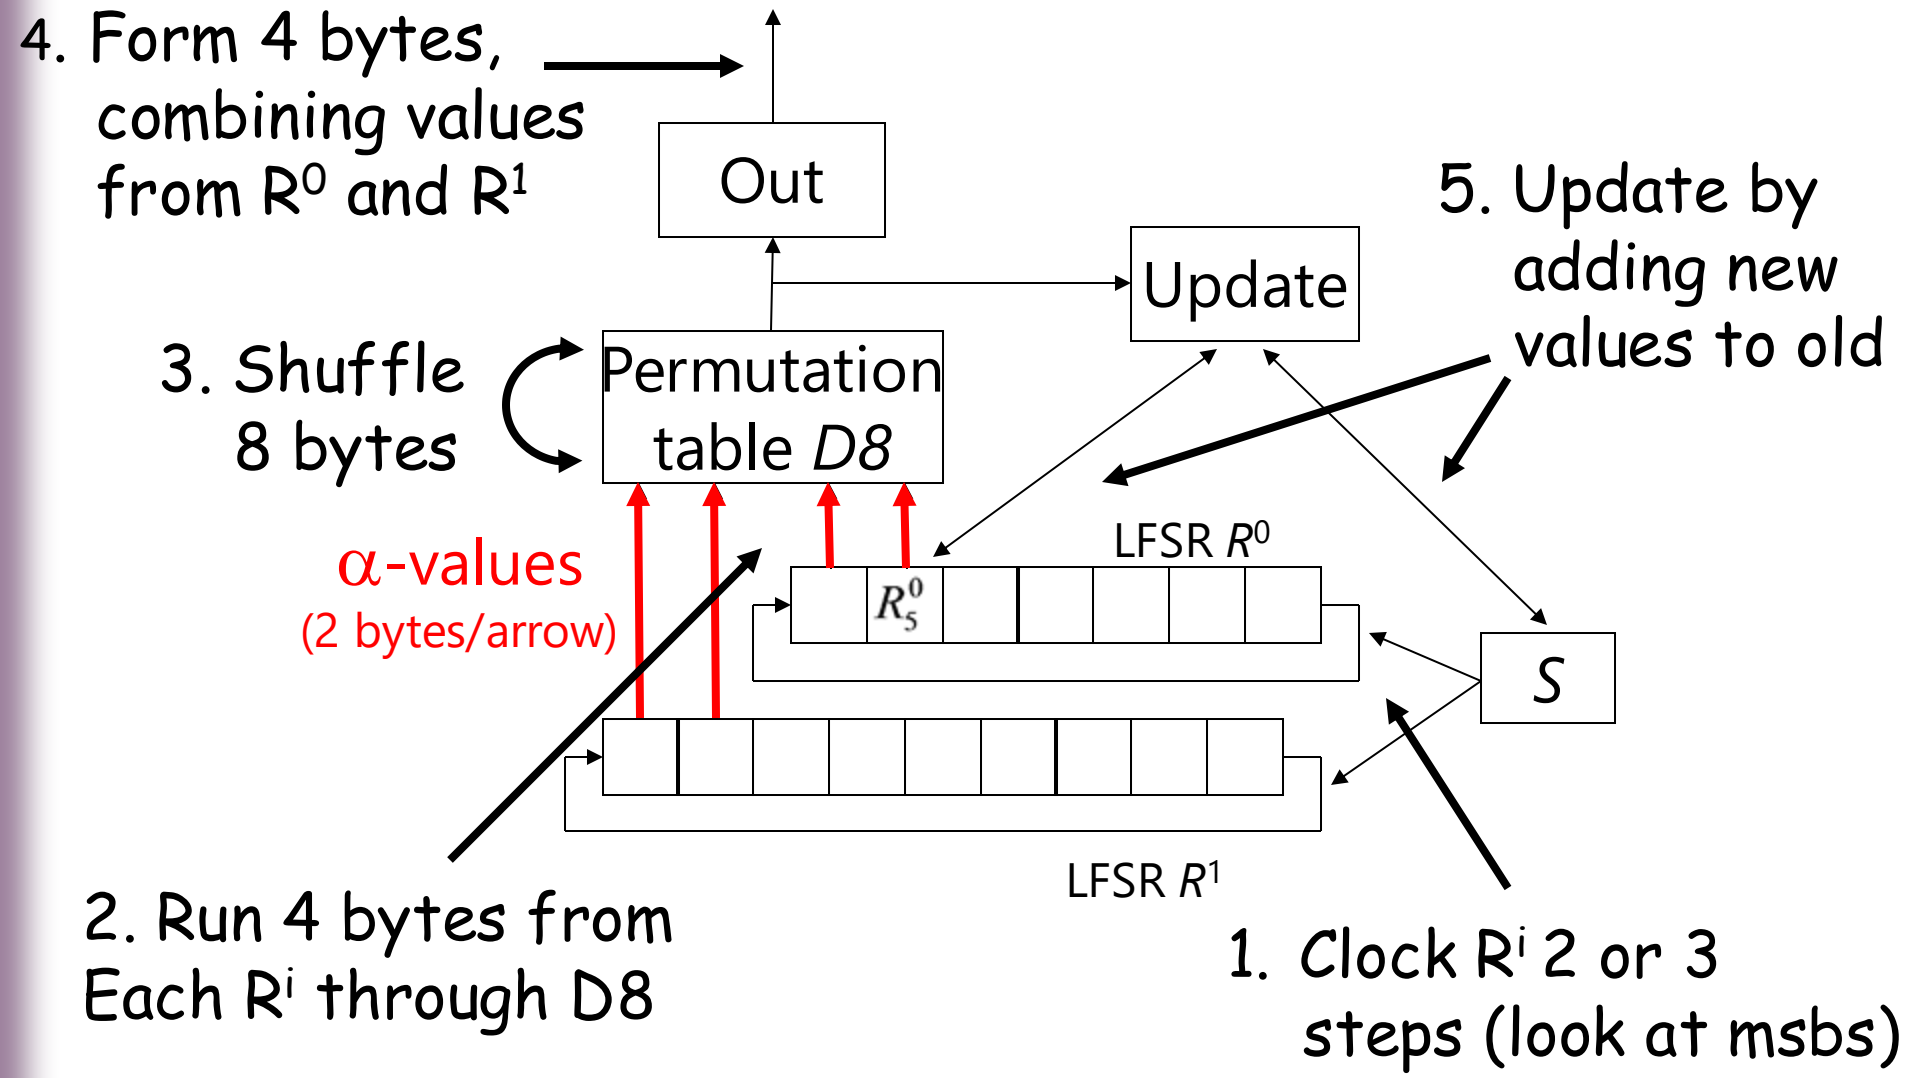 4. Form 4 bytes,
combining values
from R⁰ and R¹
Out
5. Update by
adding new
values to old
Update
3. Shuffle
8 bytes
Permutation
table D8
α-values
(2 bytes/arrow)
LFSR R⁰
R₅⁰
S
LFSR R¹
2. Run 4 bytes from
Each Rⁱ through D8
1. Clock Rⁱ 2 or 3
steps (look at msbs)